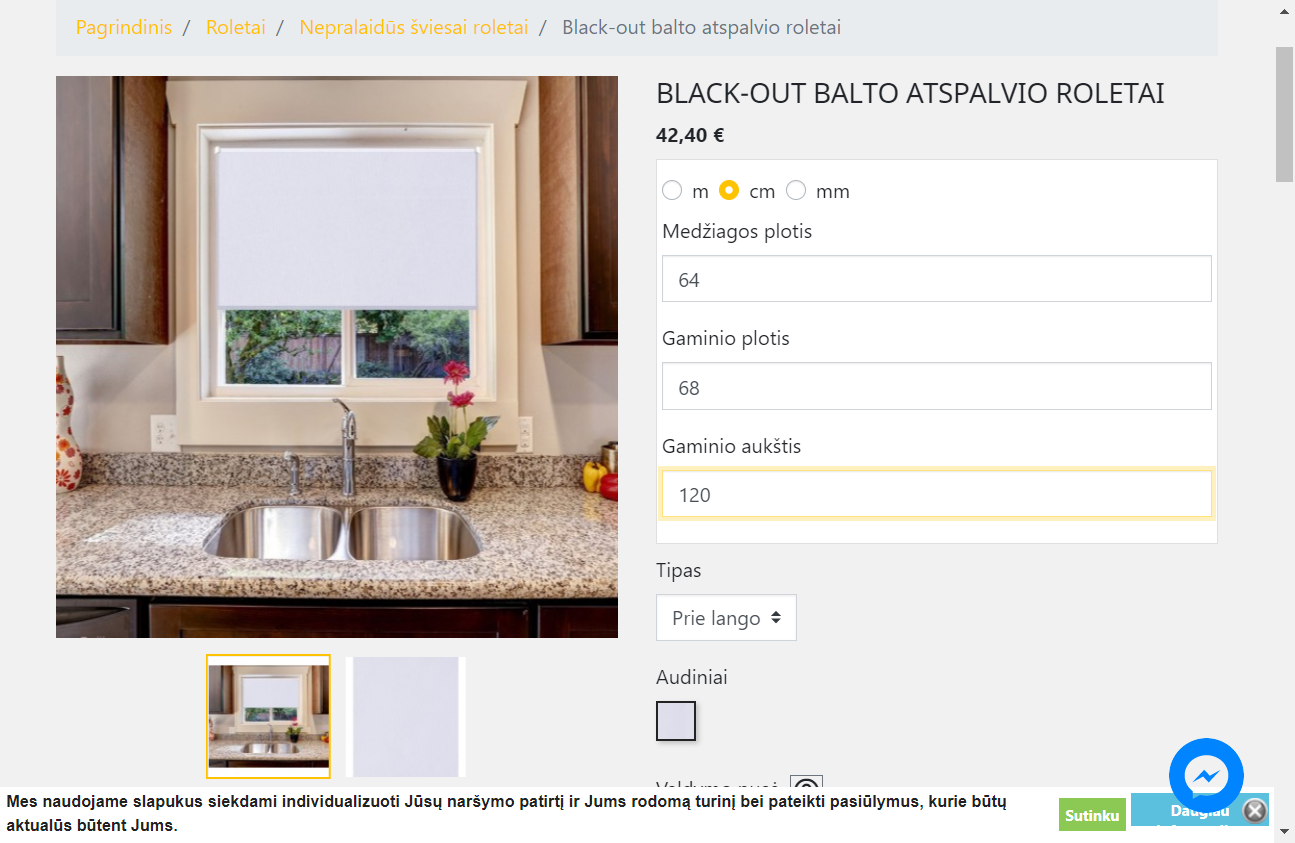 Pagrindinis / Roletai / Nepralaidūs šviesai roletai / Black-out balto atspalvio roletai
BLACK-OUT BALTO ATSPALVIO ROLETAI
42,40 €
m cm mm
Medžiagos plotis
64
Gaminio plotis
68
Gaminio aukštis
120
Tipas
Prie lango
Audiniai
Mes naudojame slapukus siekdami individualizuoti Jūsų naršymo patirtį ir Jums rodomą turinį bei pateikti pasiūlymus, kurie būtų
aktualūs būtent Jums.
Sutinku
Daugiau